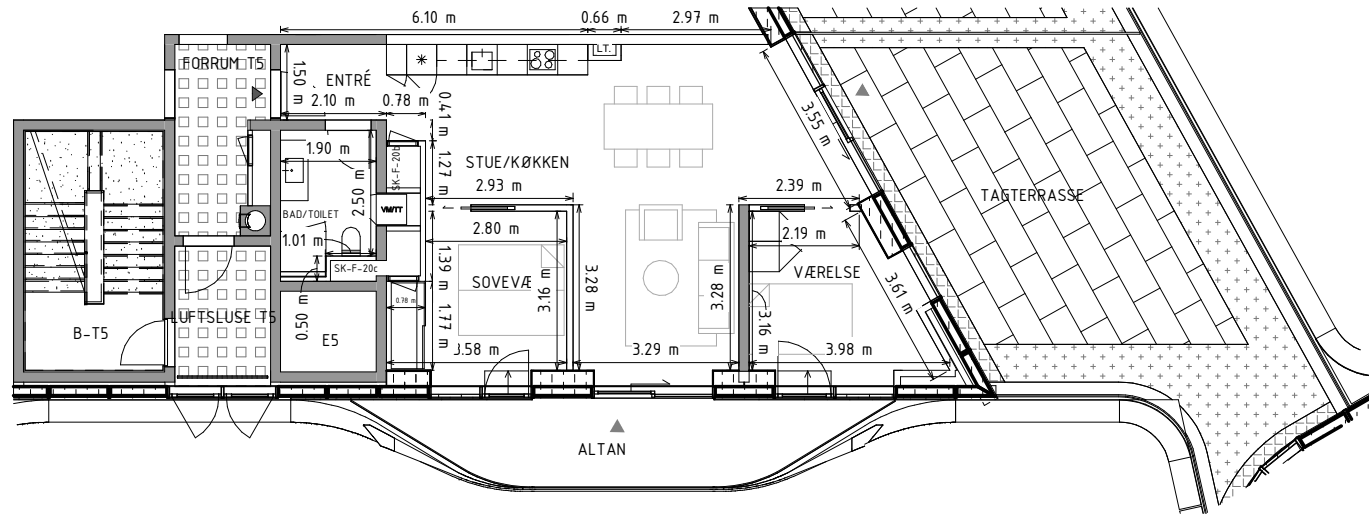 6.10 m
0.66 m
2.97 m
FORRUM T5
1.50 m
ENTRÉ
LT.
2.10 m
0.78 m
0.41 m
3.55 m
1.90 m
SK-F-20b
1.27 m
STUE/KØKKEN
2.93 m
2.39 m
TAGTERRASSE
2.50 m
VM/TT
BAD/TOILET
2.80 m
2.19 m
1.01 m
SK-F-20c
1.39 m
SOVEVÆ
3.16 m
3.28 m
3.28 m
VÆRELSE
3.61 m
0.78 m
LUFTSLUSE T5
B-T5
0.50 m
E5
1.77 m
3.16 m
3.58 m
3.29 m
3.98 m
ALTAN